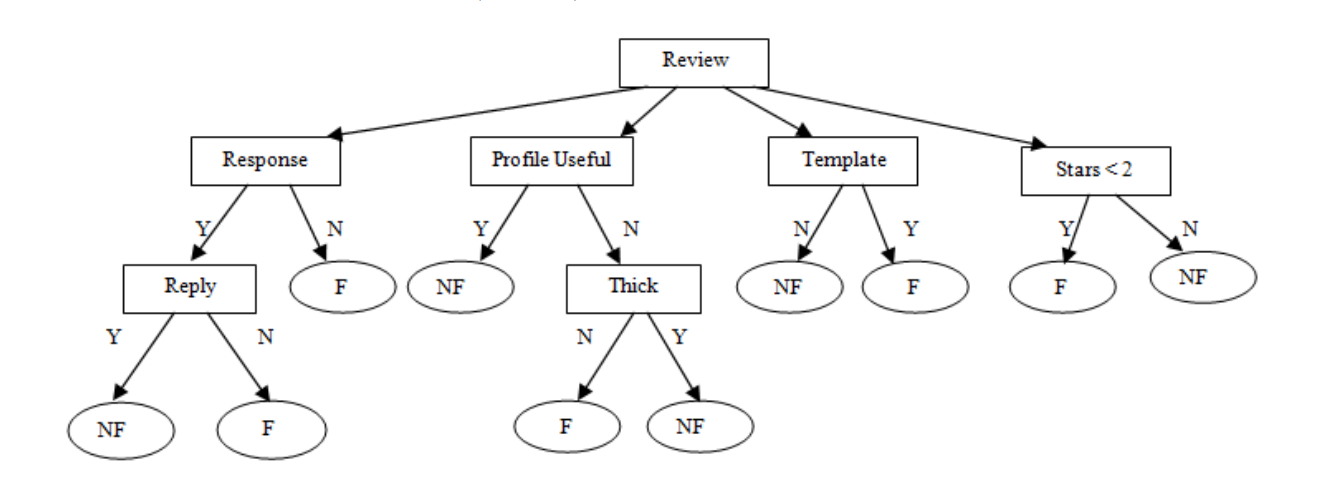 Review
Response
Profile Useful
Template
Stars < 2
Y
N
Y
N
N
Y
Y
N
Reply
F
NF
Thick
NF
F
F
NF
Y
N
N
Y
NF
F
F
NF